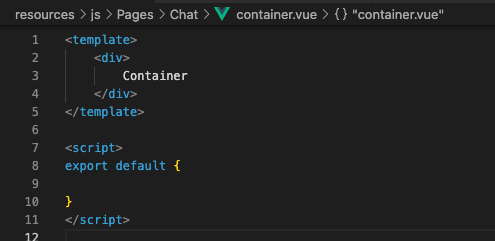 resources > js > Pages > Chat > container.vue > {} "container.vue"
1 <template>
2     <div>
3         Container
4     </div>
5 </template>
6
7 <script>
8 export default {
9
10 }
11 </script>
12